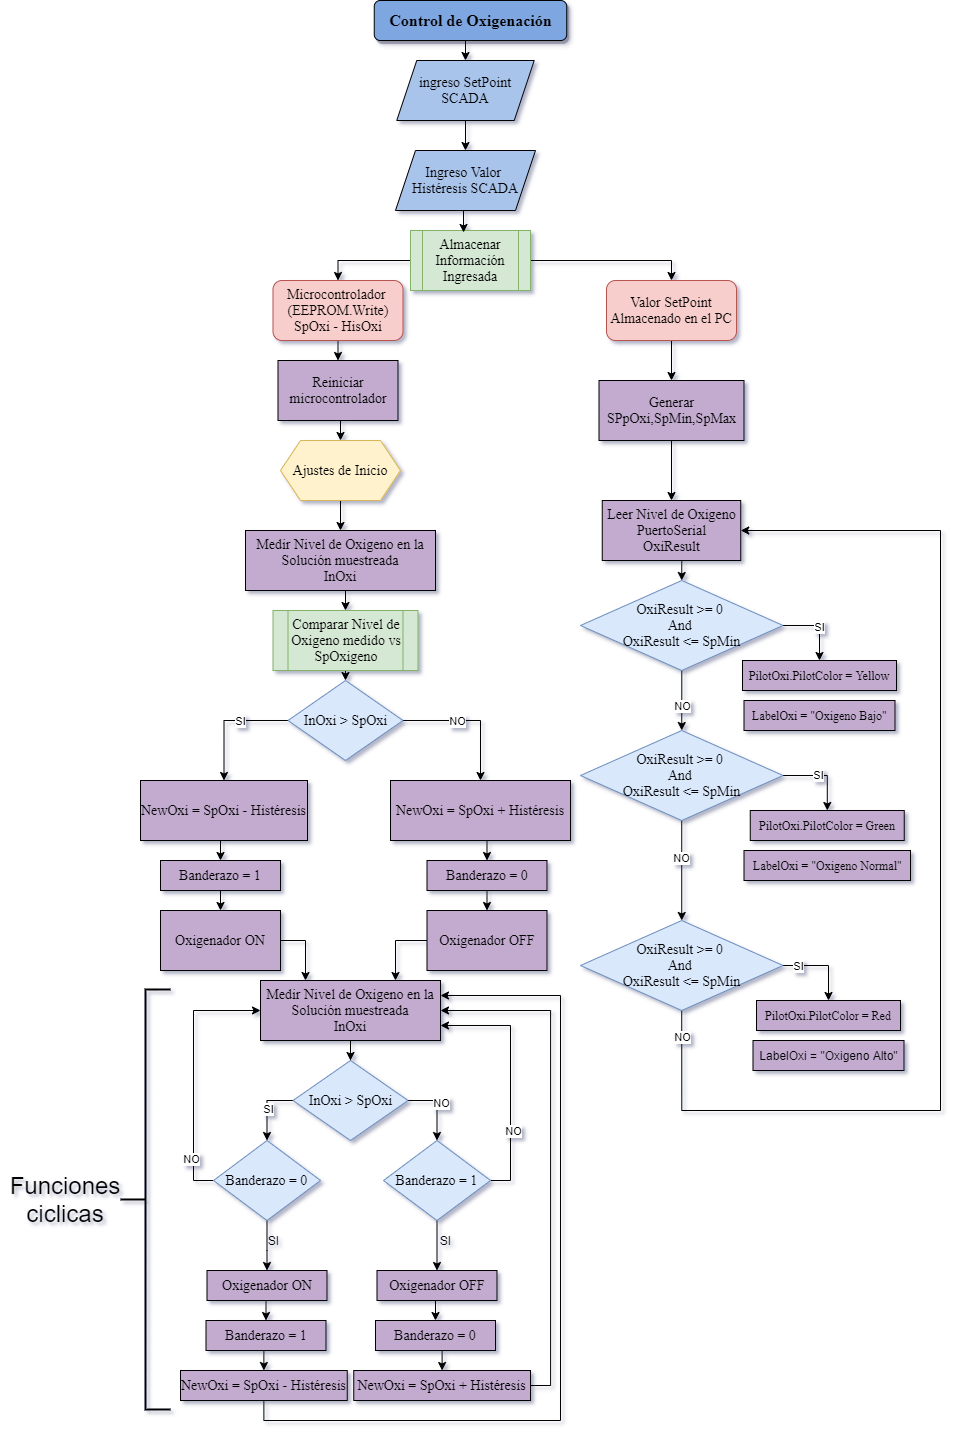 Control de Oxigenación
ingreso SetPoint
SCADA
Ingreso Valor
Histéresis SCADA
Almacenar
Información
Ingresada
Microcontrolador
(EEPROM.Write)
SpOxi - HisOxi
Valor SetPoint
Almacenado en el PC
Reiniciar
microcontrolador
Generar
SPpOxi,SpMin,SpMax
Ajustes de Inicio
Leer Nivel de Oxigeno
PuertoSerial
OxiResult
Medir Nivel de Oxigeno en la
Solución muestreada
InOxi
Comparar Nivel de
Oxigeno medido vs
SpOxigeno
OxiResult >= 0
And
OxiResult <= SpMin
SI
PilotOxi.PilotColor = Yellow
LabelOxi = "Oxigeno Bajo"
NO
InOxi > SpOxi
SI
NO
OxiResult >= 0
And
OxiResult <= SpMin
SI
PilotOxi.PilotColor = Green
LabelOxi = "Oxigeno Normal"
NO
NewOxi = SpOxi - Histéresis
NewOxi = SpOxi + Histéresis
Banderazo = 1
Banderazo = 0
Oxigenador ON
Oxigenador OFF
OxiResult >= 0
And
OxiResult <= SpMin
SI
PilotOxi.PilotColor = Red
LabelOxi = "Oxigeno Alto"
NO
Medir Nivel de Oxigeno en la
Solución muestreada
InOxi
InOxi > SpOxi
SI
NO
NO
NO
Banderazo = 0
Banderazo = 1
Funciones
ciclicas
SI
SI
Oxigenador ON
Oxigenador OFF
Banderazo = 1
Banderazo = 0
NewOxi = SpOxi - Histéresis
NewOxi = SpOxi + Histéresis